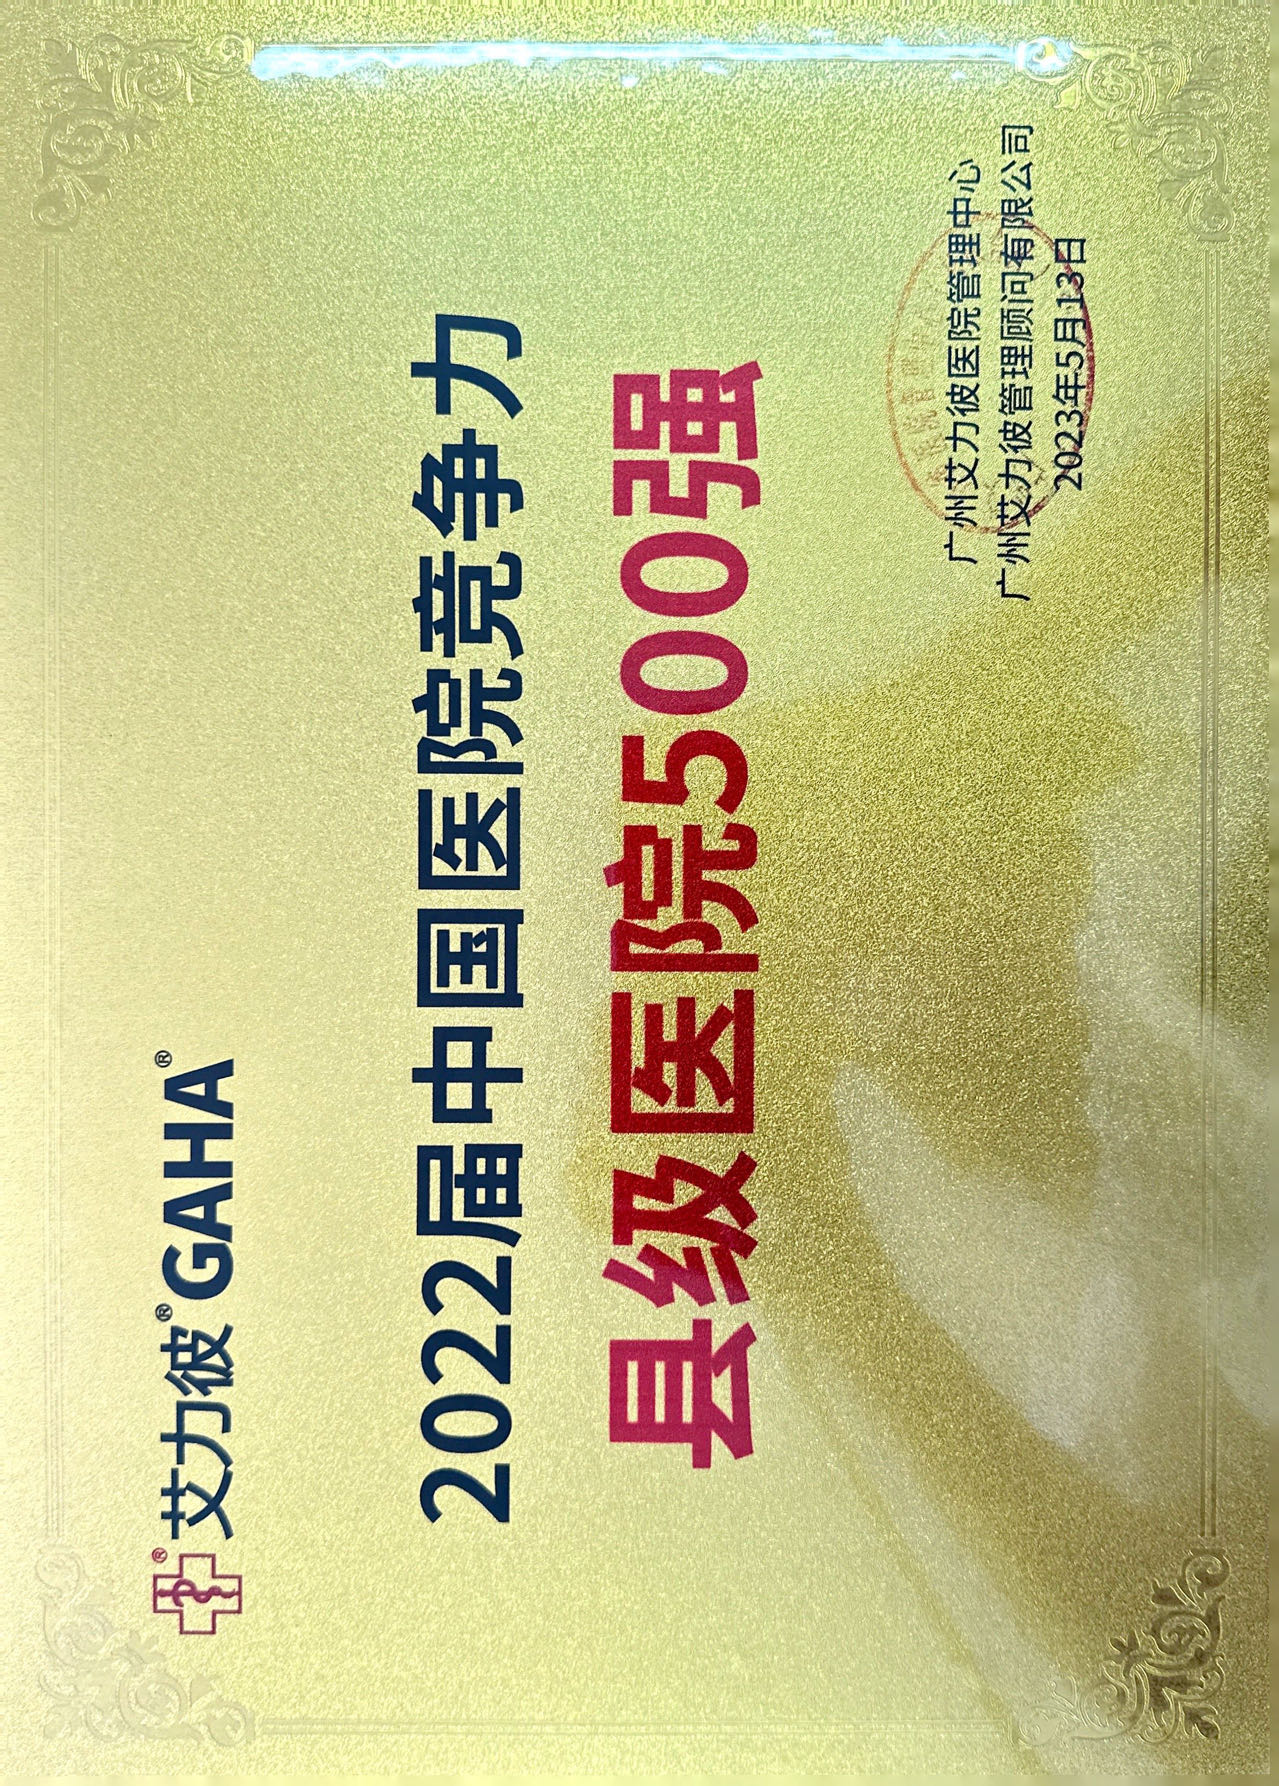 艾力彼® GAHA®
2022届中国医院竞争力
县级医院500强
广州艾力彼医院管理中心
广州艾力彼管理顾问有限公司
2023年5月13日